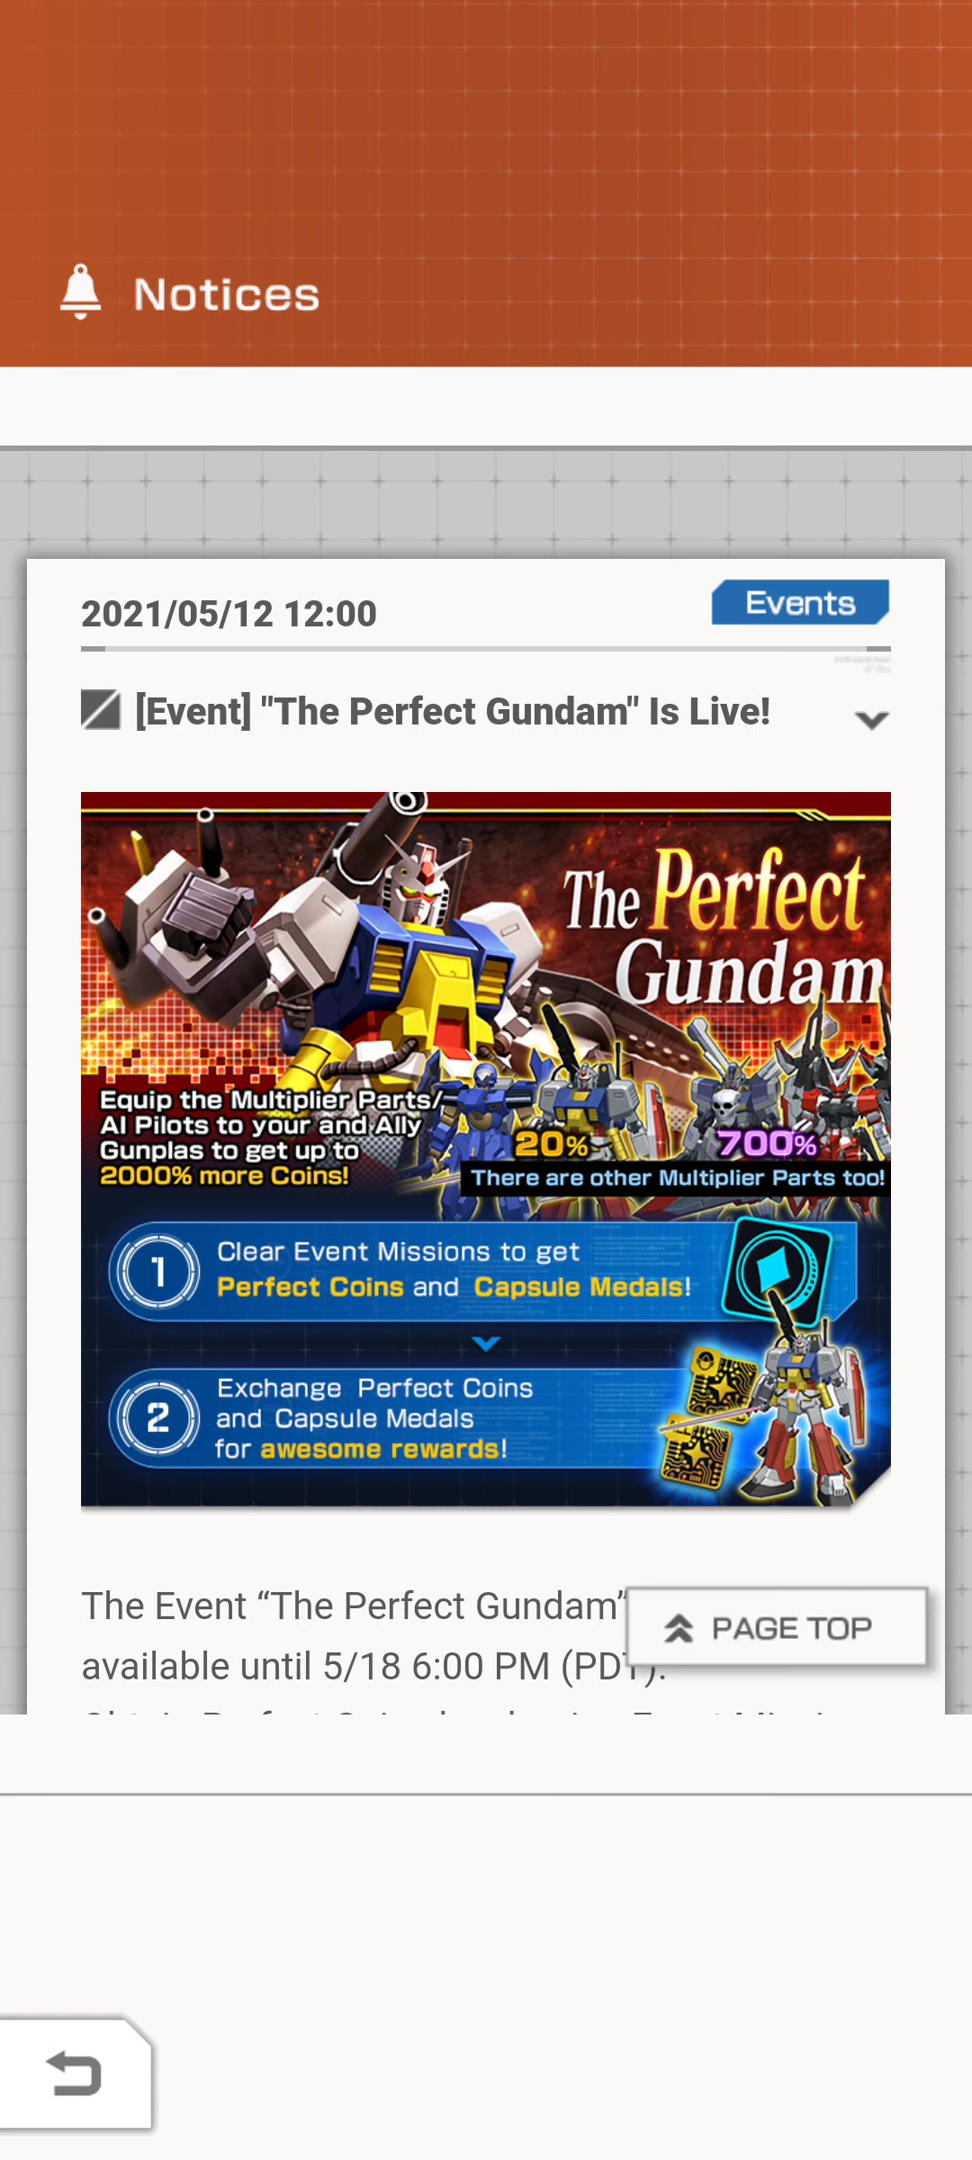 Notices
2021/05/12 12:00
Events
[Event] "The Perfect Gundam" Is Live!
The Perfect
Gundam
Equip the Multiplier Parts/
AI Pilots to your and Ally
Gunplas to get up to
2000% more Coins!
20%
700%
There are other Multiplier Parts too!
1
Clear Event Missions to get
Perfect Coins and Capsule Medals!
2
Exchange Perfect Coins
and Capsule Medals
for awesome rewards!
The Event “The Perfect Gundam”
available until 5/18 6:00 PM (PDT).
PAGE TOP